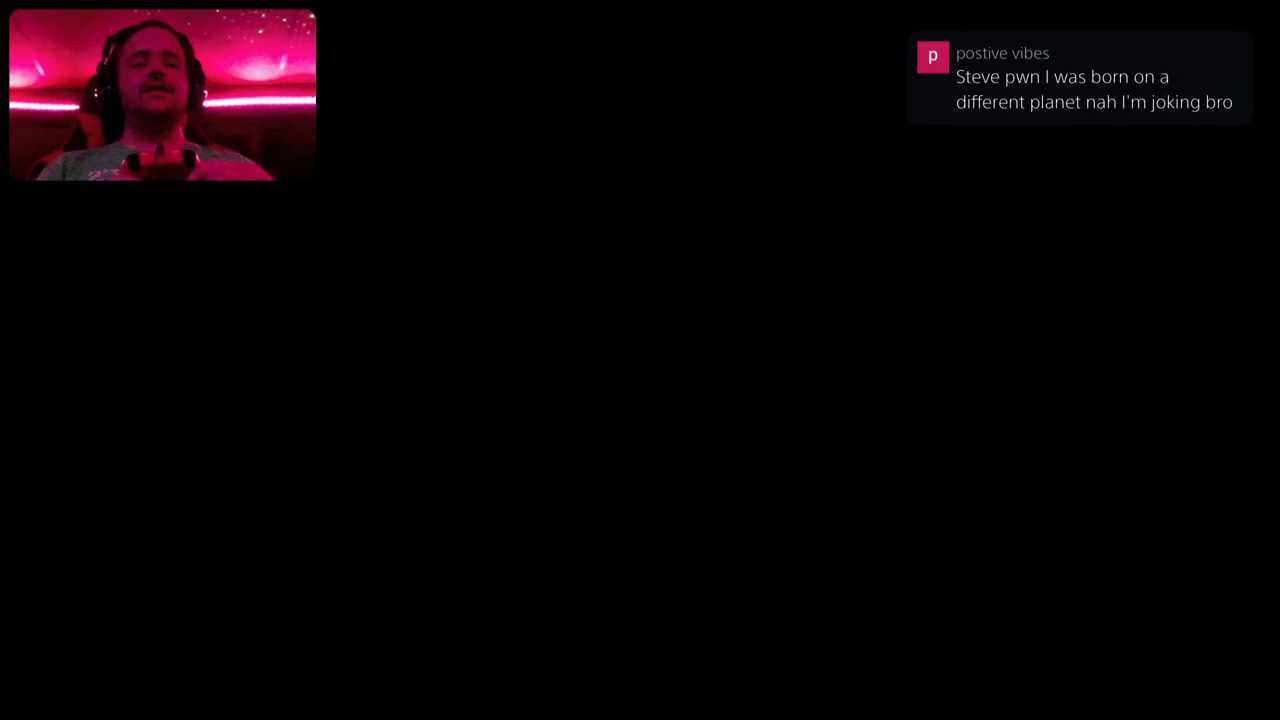 p
postive vibes
Steve pwn I was born on a
different planet nah I'm joking bro